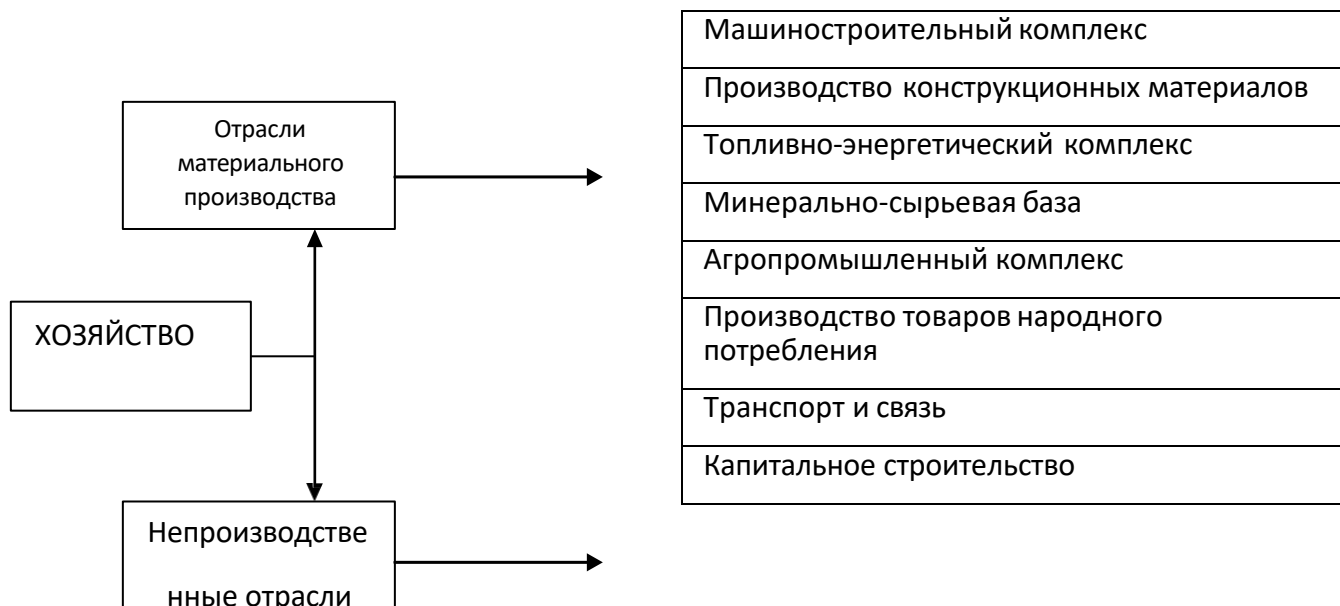 Машиностроительный комплекс
Производство конструкционных материалов
Отрасли
материального
производства
Топливно-энергетический комплекс
Минерально-сырьевая база
Агропромышленный комплекс
ХОЗЯЙСТВО
Производство товаров народного
потребления
Транспорт и связь
Капитальное строительство
Непроизводстве
нные отрасли